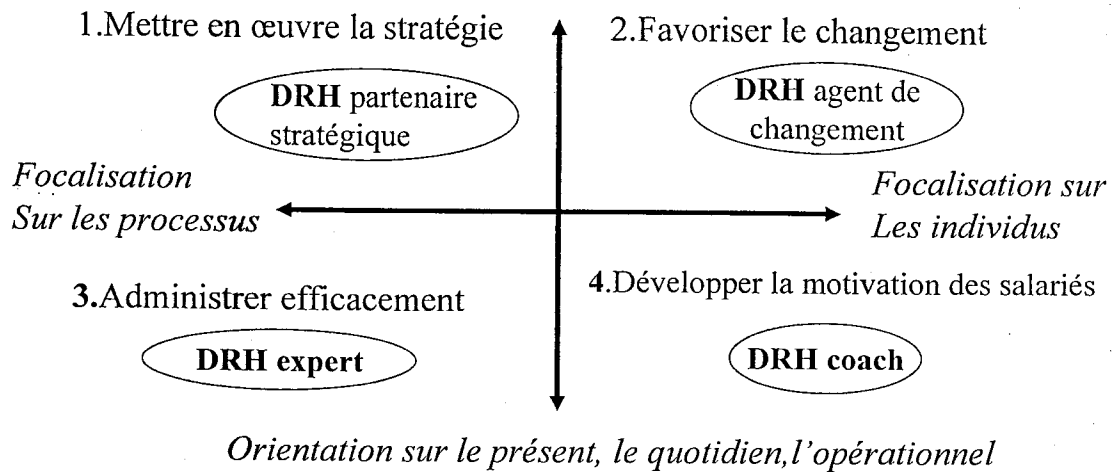 1.Mettre en œuvre la stratégie
2.Favoriser le changement
DRH partenaire
stratégique
DRH agent de
changement
Focalisation
Sur les processus
Focalisation sur
Les individus
3.Administrer efficacement
4.Développer la motivation des salariés
DRH expert
DRH coach
Orientation sur le présent, le quotidien,l'opérationnel